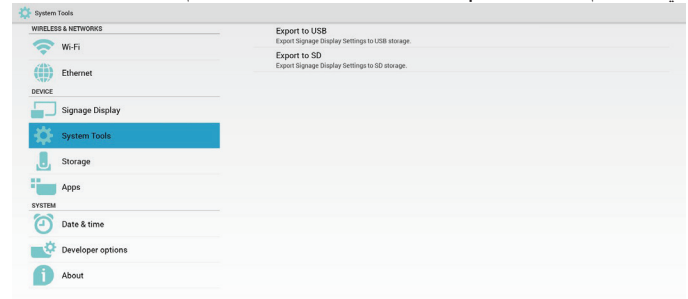 System Tools
WIRELESS & NETWORKS
Wi-Fi
Ethernet
DEVICE
Signage Display
System Tools
Storage
Apps
SYSTEM
Date & time
Developer options
About
Export to USB
Export Signage Display Settings to USB storage.
Export to SD
Export Signage Display Settings to SD storage.